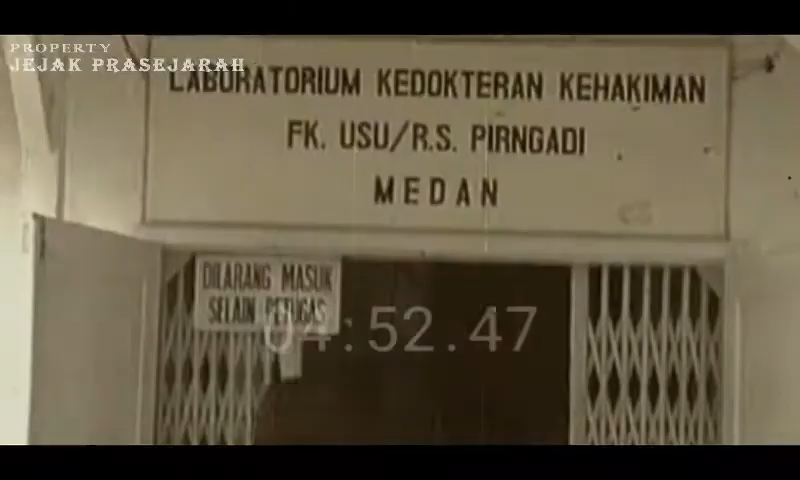 PROPERTY
JEJAK PRASEJARAH
LABORATORIUM KEDOKTERAN KEHAKIMAN
FK. USU/R.S. PIRNGADI
MEDAN
DILARANG MASUK
SELAIN PETUGAS
04:52.47